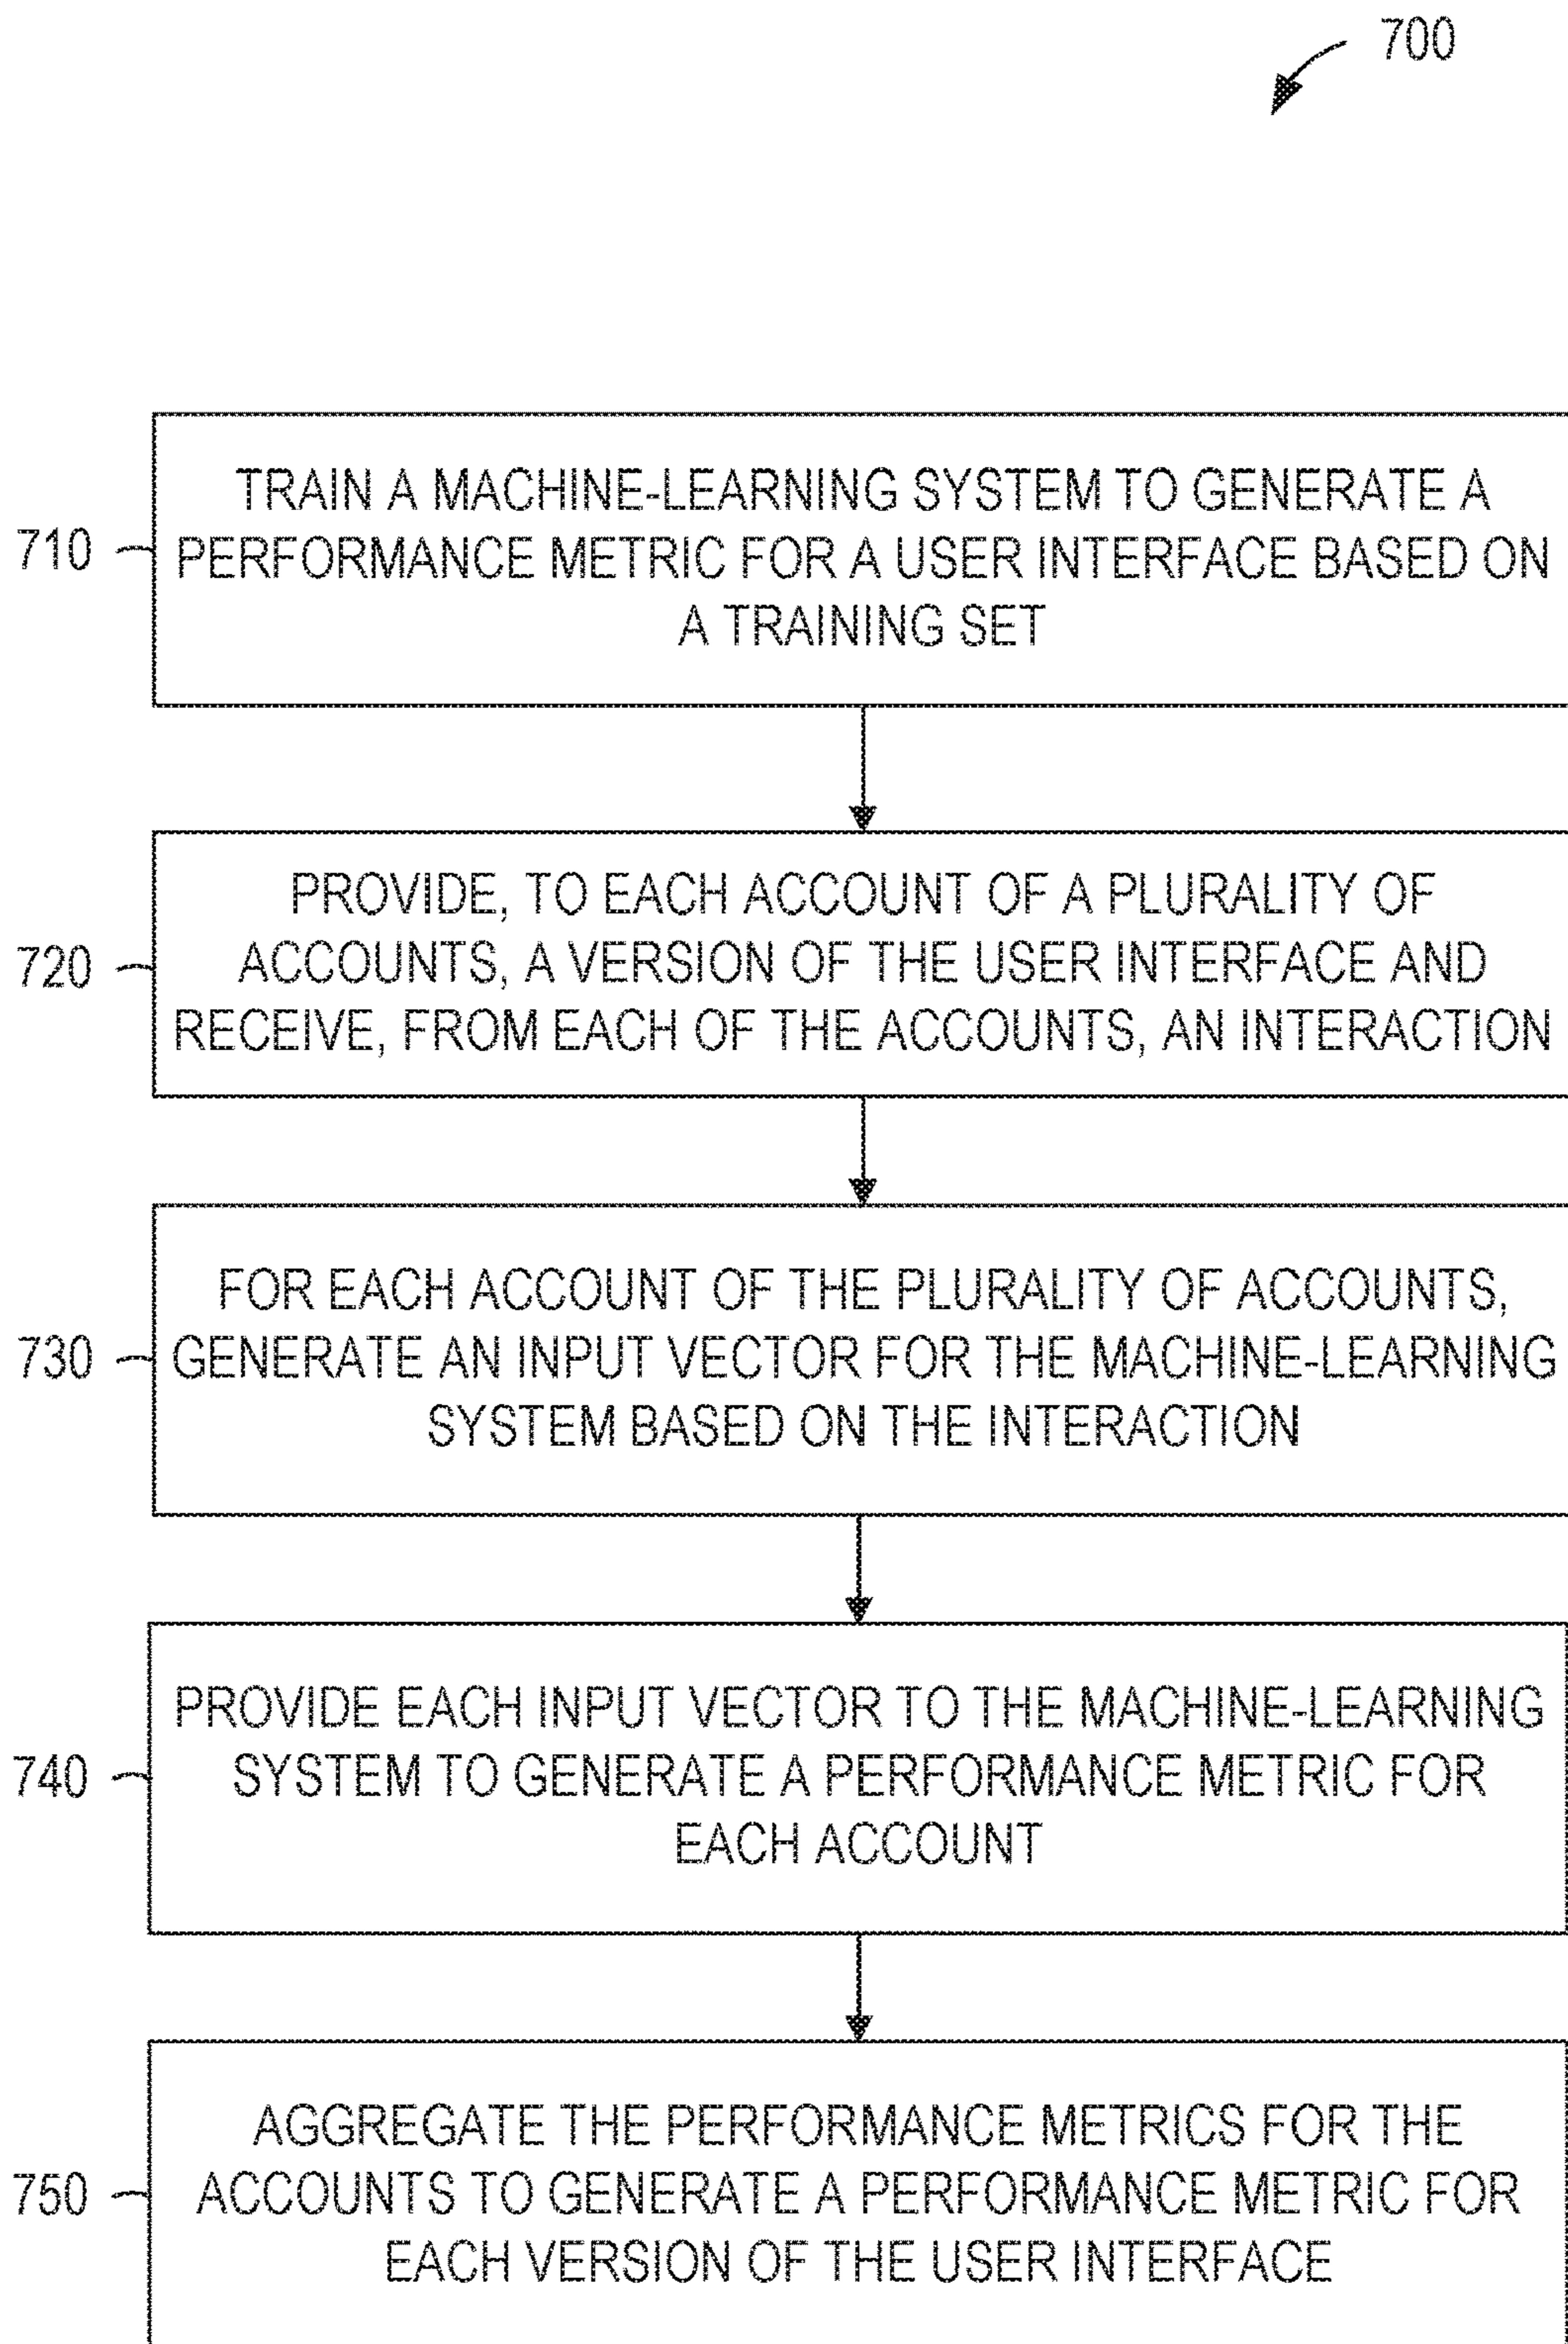 700
710
TRAIN A MACHINE-LEARNING SYSTEM TO GENERATE A
PERFORMANCE METRIC FOR A USER INTERFACE BASED ON
A TRAINING SET
720
PROVIDE, TO EACH ACCOUNT OF A PLURALITY OF
ACCOUNTS, A VERSION OF THE USER INTERFACE AND
RECEIVE, FROM EACH OF THE ACCOUNTS, AN INTERACTION
730
FOR EACH ACCOUNT OF THE PLURALITY OF ACCOUNTS,
GENERATE AN INPUT VECTOR FOR THE MACHINE-LEARNING
SYSTEM BASED ON THE INTERACTION
740
PROVIDE EACH INPUT VECTOR TO THE MACHINE-LEARNING
SYSTEM TO GENERATE A PERFORMANCE METRIC FOR
EACH ACCOUNT
750
AGGREGATE THE PERFORMANCE METRICS FOR THE
ACCOUNTS TO GENERATE A PERFORMANCE METRIC FOR
EACH VERSION OF THE USER INTERFACE